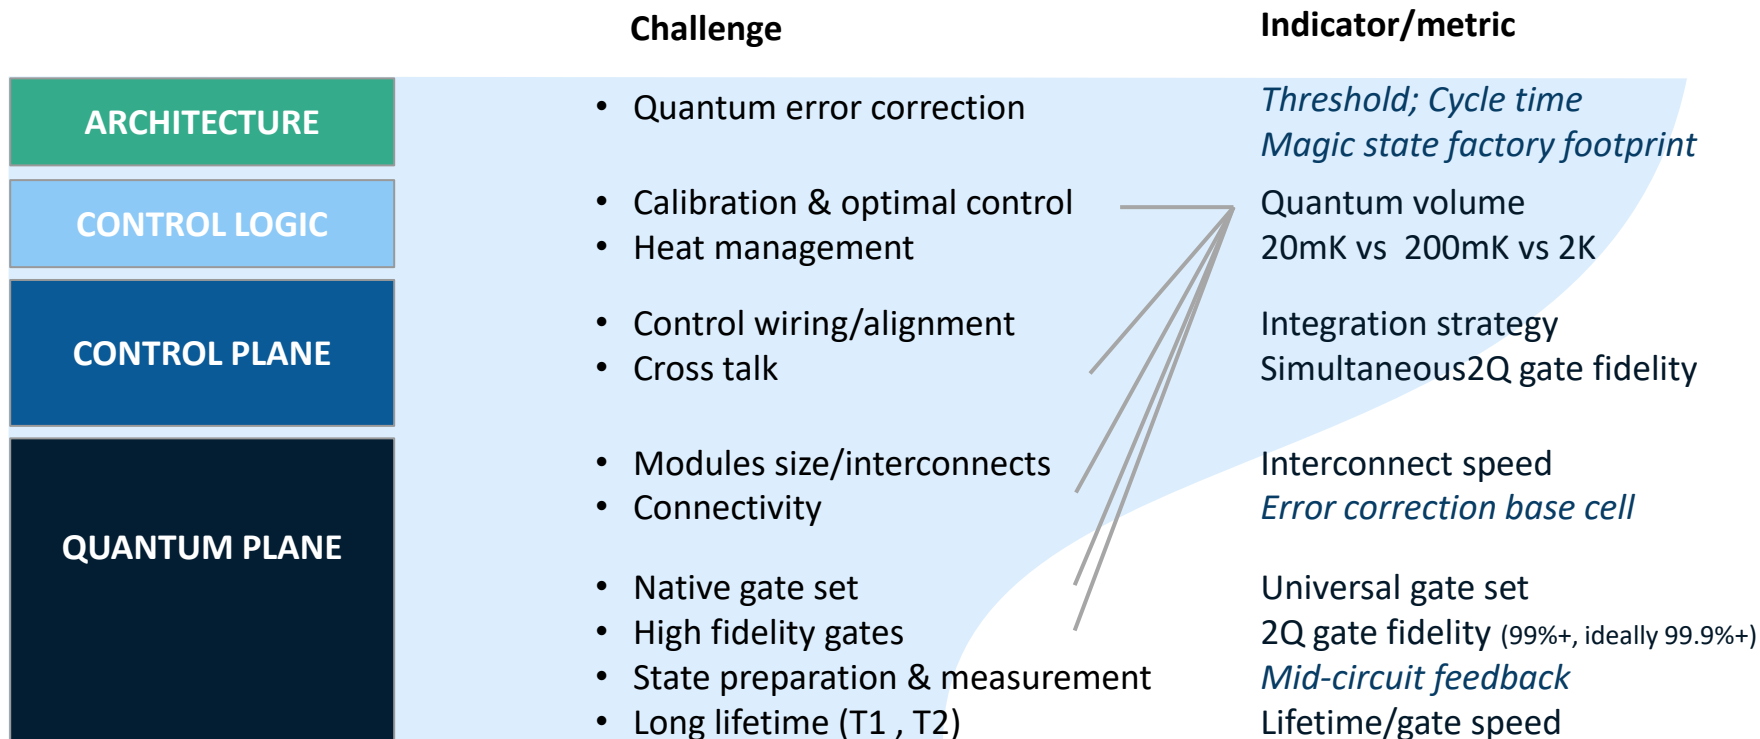 Challenge Indicator/metric
ARCHITECTURE
• Quantum error correction Threshold; Cycle time
Magic state factory footprint
CONTROL LOGIC
• Calibration & optimal control Quantum volume
• Heat management 20mK vs 200mK vs 2K
CONTROL PLANE
• Control wiring/alignment Integration strategy
• Cross talk Simultaneous2Q gate fidelity
QUANTUM PLANE
• Modules size/interconnects Interconnect speed
• Connectivity Error correction base cell
• Native gate set Universal gate set
• High fidelity gates 2Q gate fidelity (99%+, ideally 99.9%+)
• State preparation & measurement Mid-circuit feedback
• Long lifetime (T1 , T2) Lifetime/gate speed